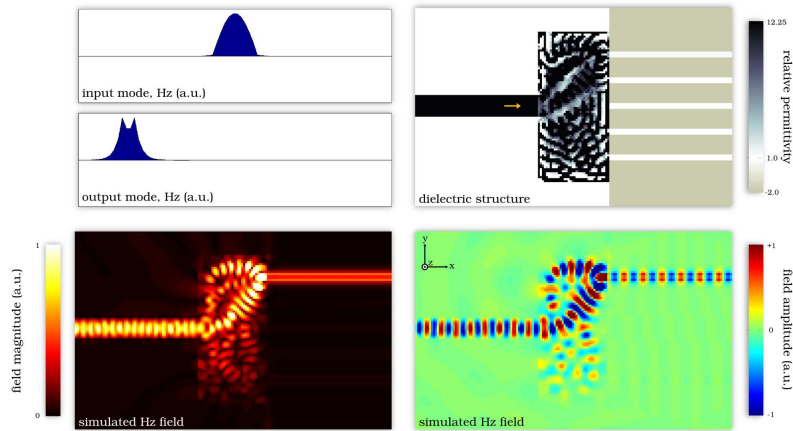 input mode, Hz (a.u.)
output mode, Hz (a.u.)
dielectric structure
12.25
1.0
-2.0
relative permittivity
field magnitude (a.u.)
1
0
simulated Hz field
y
z
x
simulated Hz field
+1
0
-1
field amplitude (a.u.)